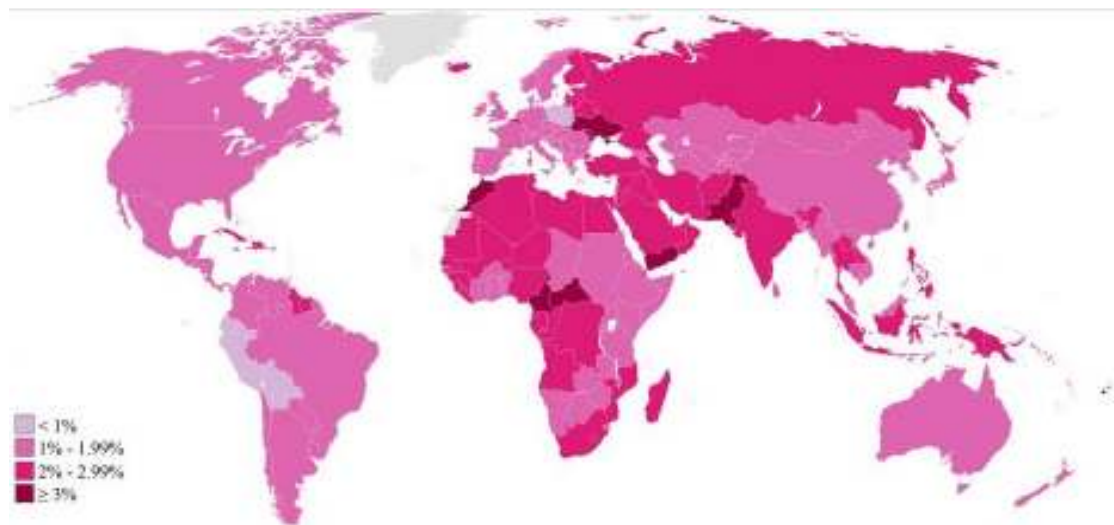 < 1%
1% - 1.99%
2% - 2.99%
≥ 3%